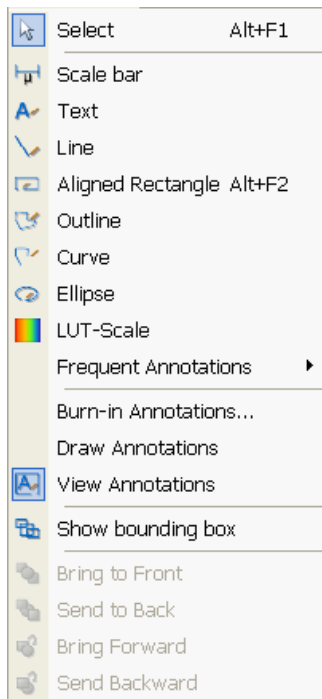 Select Alt+F1
μ Scale bar
A Text
Line
Aligned Rectangle Alt+F2
Outline
Curve
Ellipse
LUT-Scale
Frequent Annotations
Burn-in Annotations...
Draw Annotations
A View Annotations
Show bounding box
Bring to Front
Send to Back
Bring Forward
Send Backward